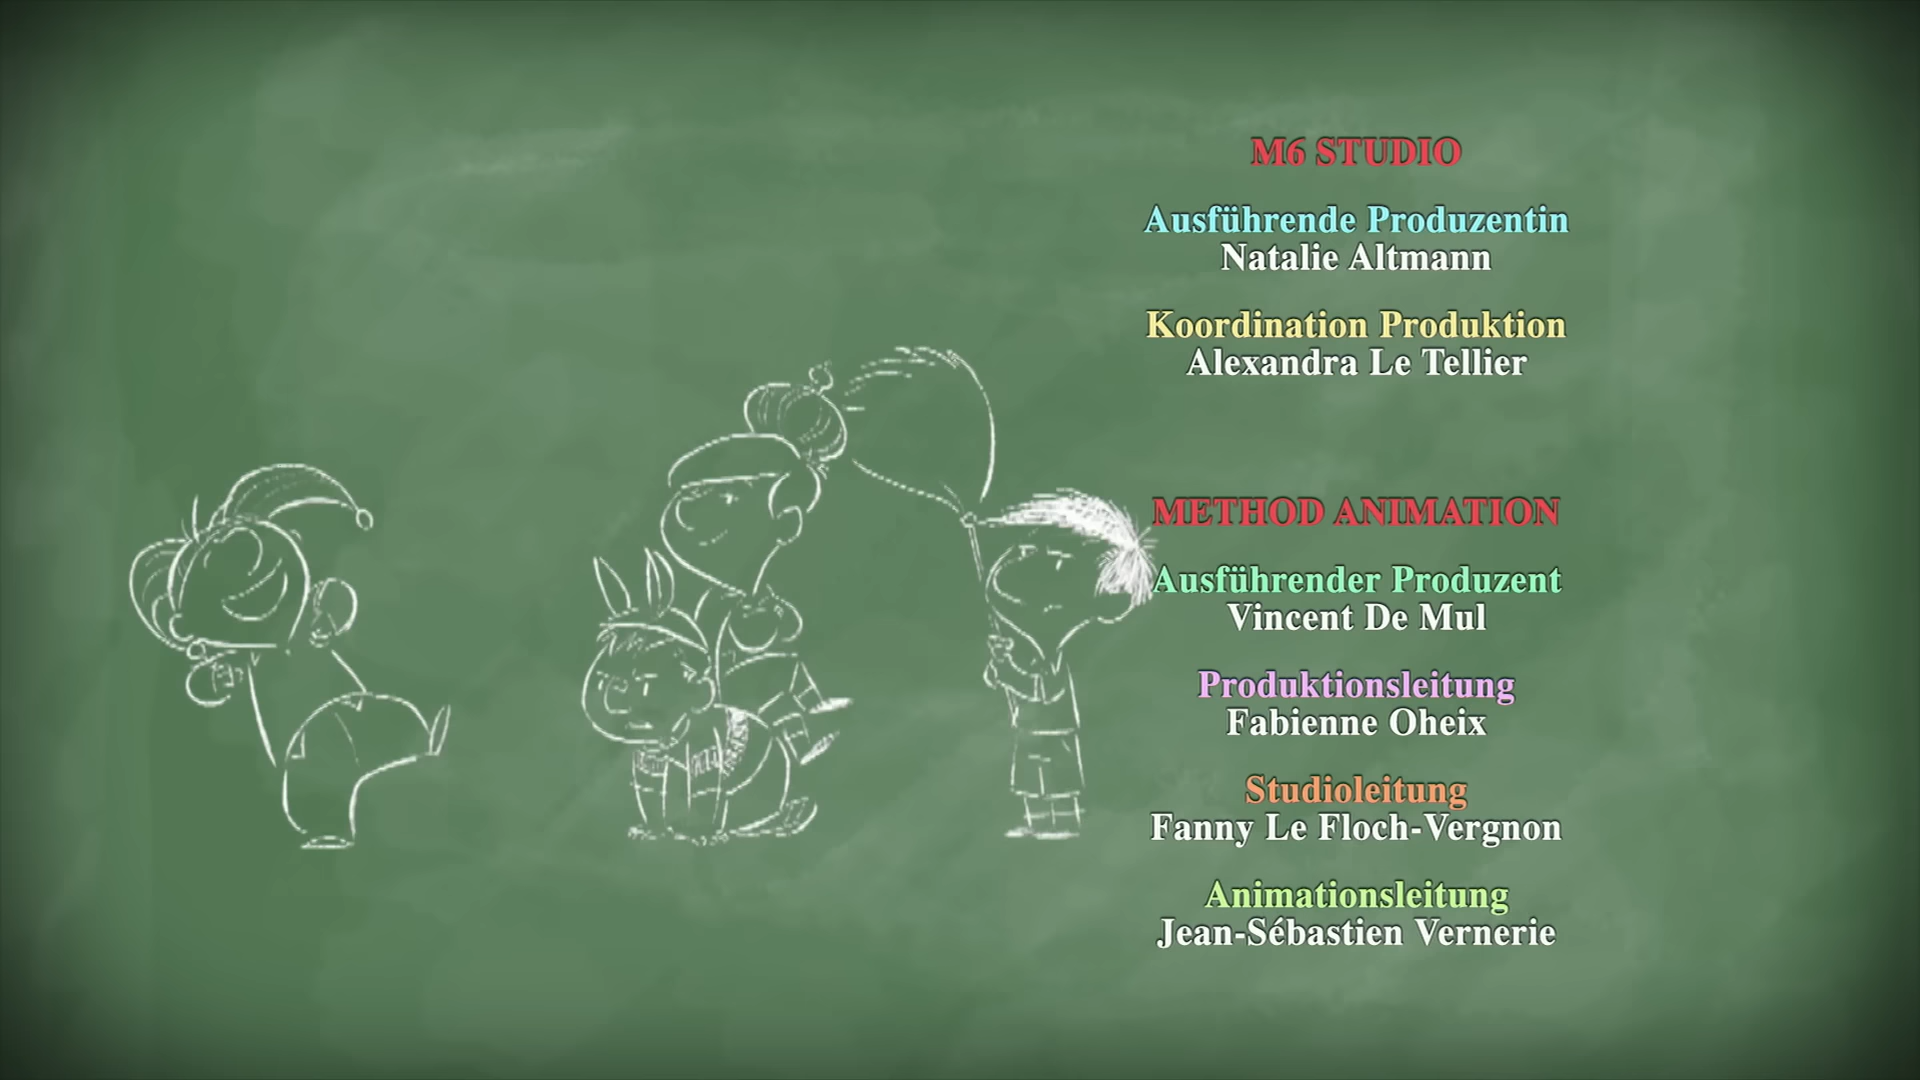 M6 STUDIO
Ausführende Produzentin
Natalie Altmann
Koordination Produktion
Alexandra Le Tellier
METHOD ANIMATION
Ausführender Produzent
Vincent De Mul
Produktionsleitung
Fabienne Oheix
Studioleitung
Fanny Le Floch-Vergnon
Animationsleitung
Jean-Sébastien Vernerie